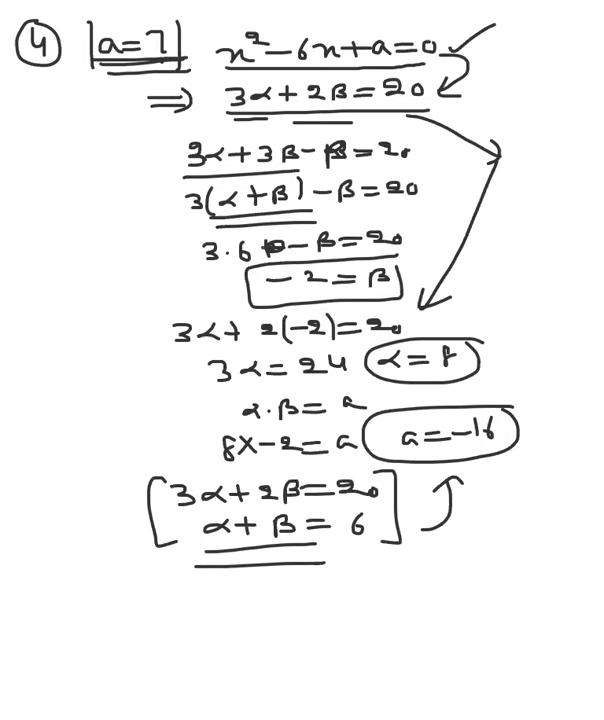 ④ |a=7| x²-6x+a=0
⇒ 3α+2β=20
3α+3β-β=20
3(α+β)-β=20
3·6-β=20
-2=β
3α+2(-2)=20
3α=24 α=8
α·β=a
8×-2=a a=-16
[3α+2β=20
α+β=6]